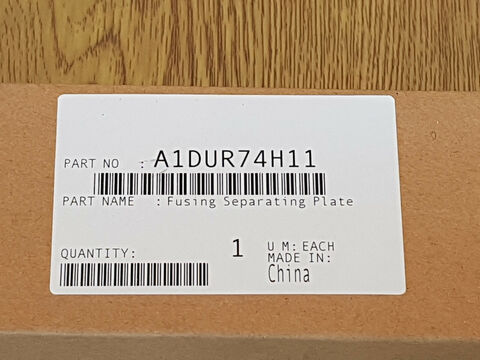 PART NO : A1DUR74H11
PART NAME : Fusing Separating Plate
QUANTITY: 1 U M: EACH
MADE IN:
China